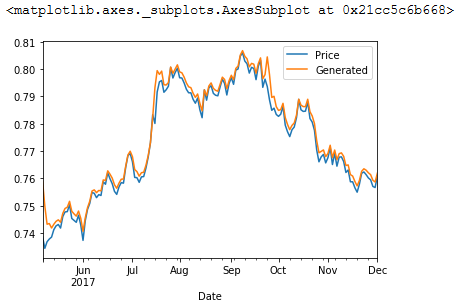 <matplotlib.axes._subplots.AxesSubplot at 0x21cc5c6b668>
0.81
0.80
0.79
0.78
0.77
0.76
0.75
0.74
Price
Generated
Jun Jul Aug Sep Oct Nov Dec
2017
Date